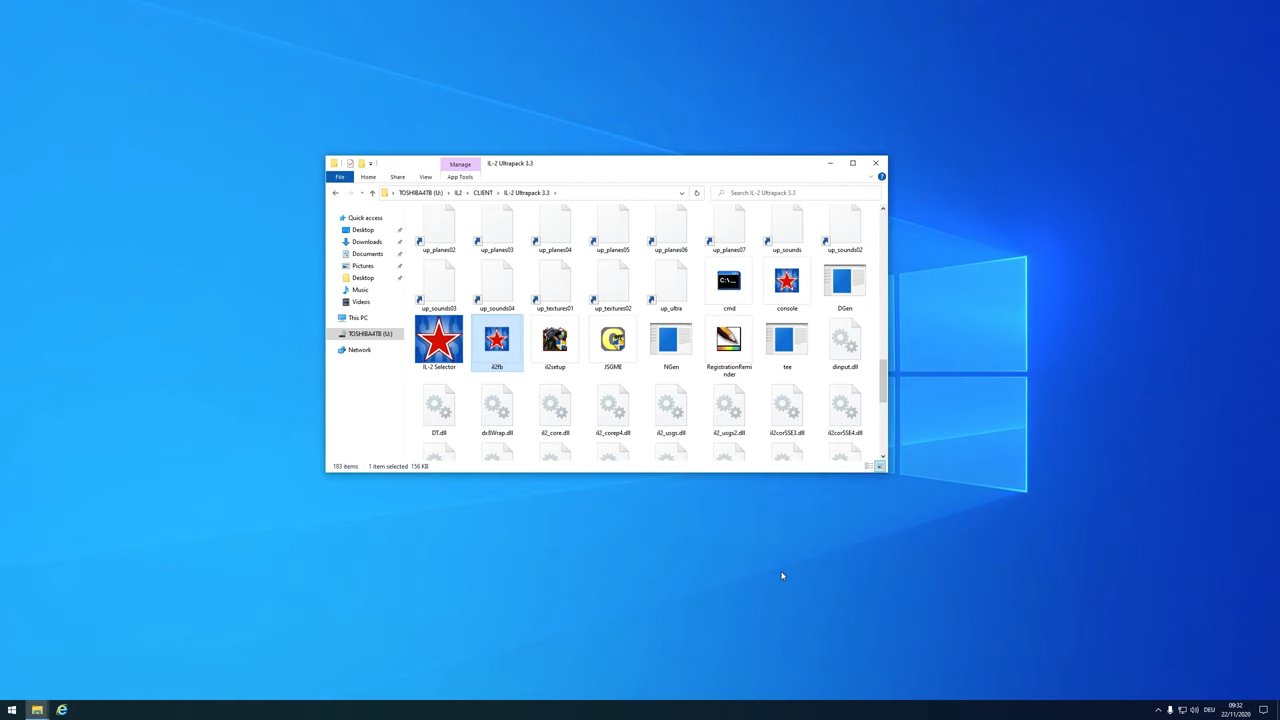 Manage
IL-2 Ultrapack 3.3
File
Home
Share
View
App Tools
TOSHIBA4TB (U:) › IL2 › CLIENT › IL-2 Ultrapack 3.3 ›
Search IL-2 Ultrapack 3.3
Quick access
Desktop
Downloads
Documents
Pictures
Desktop
Music
Videos
This PC
TOSHIBA4TB (U:)
Network
up_planes02
up_planes03
up_planes04
up_planes05
up_planes06
up_planes07
up_sounds
up_sounds02
C:\...
up_sounds03
up_sounds04
up_textures01
up_textures02
up_ultra
cmd
console
DGen
IL-2 Selector
il2fb
il2setup
JSGME
NGen
RegistrationRemi
nder
tee
dinput.dll
DT.dll
dx8Wrap.dll
il2_core.dll
il2_corep4.dll
il2_usgs.dll
il2_usgs2.dll
il2corSSE3.dll
il2corSSE4.dll
183 items
1 item selected 156 KB
DEU
09:32
22/11/2020